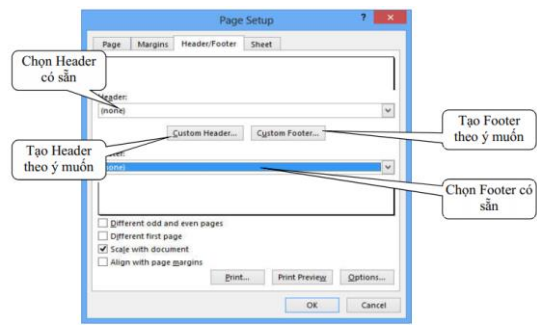 Page Setup
? ×
Page Margins Header/Footer Sheet
Chọn Header
có sẵn
Header:
(none)
Custom Header... Custom Footer...
Tạo Footer
theo ý muốn
Tạo Header
theo ý muốn
(none)
Chọn Footer có
sẵn
Different odd and even pages
Different first page
Scale with document
Align with page margins
Print... Print Preview Options...
OK Cancel